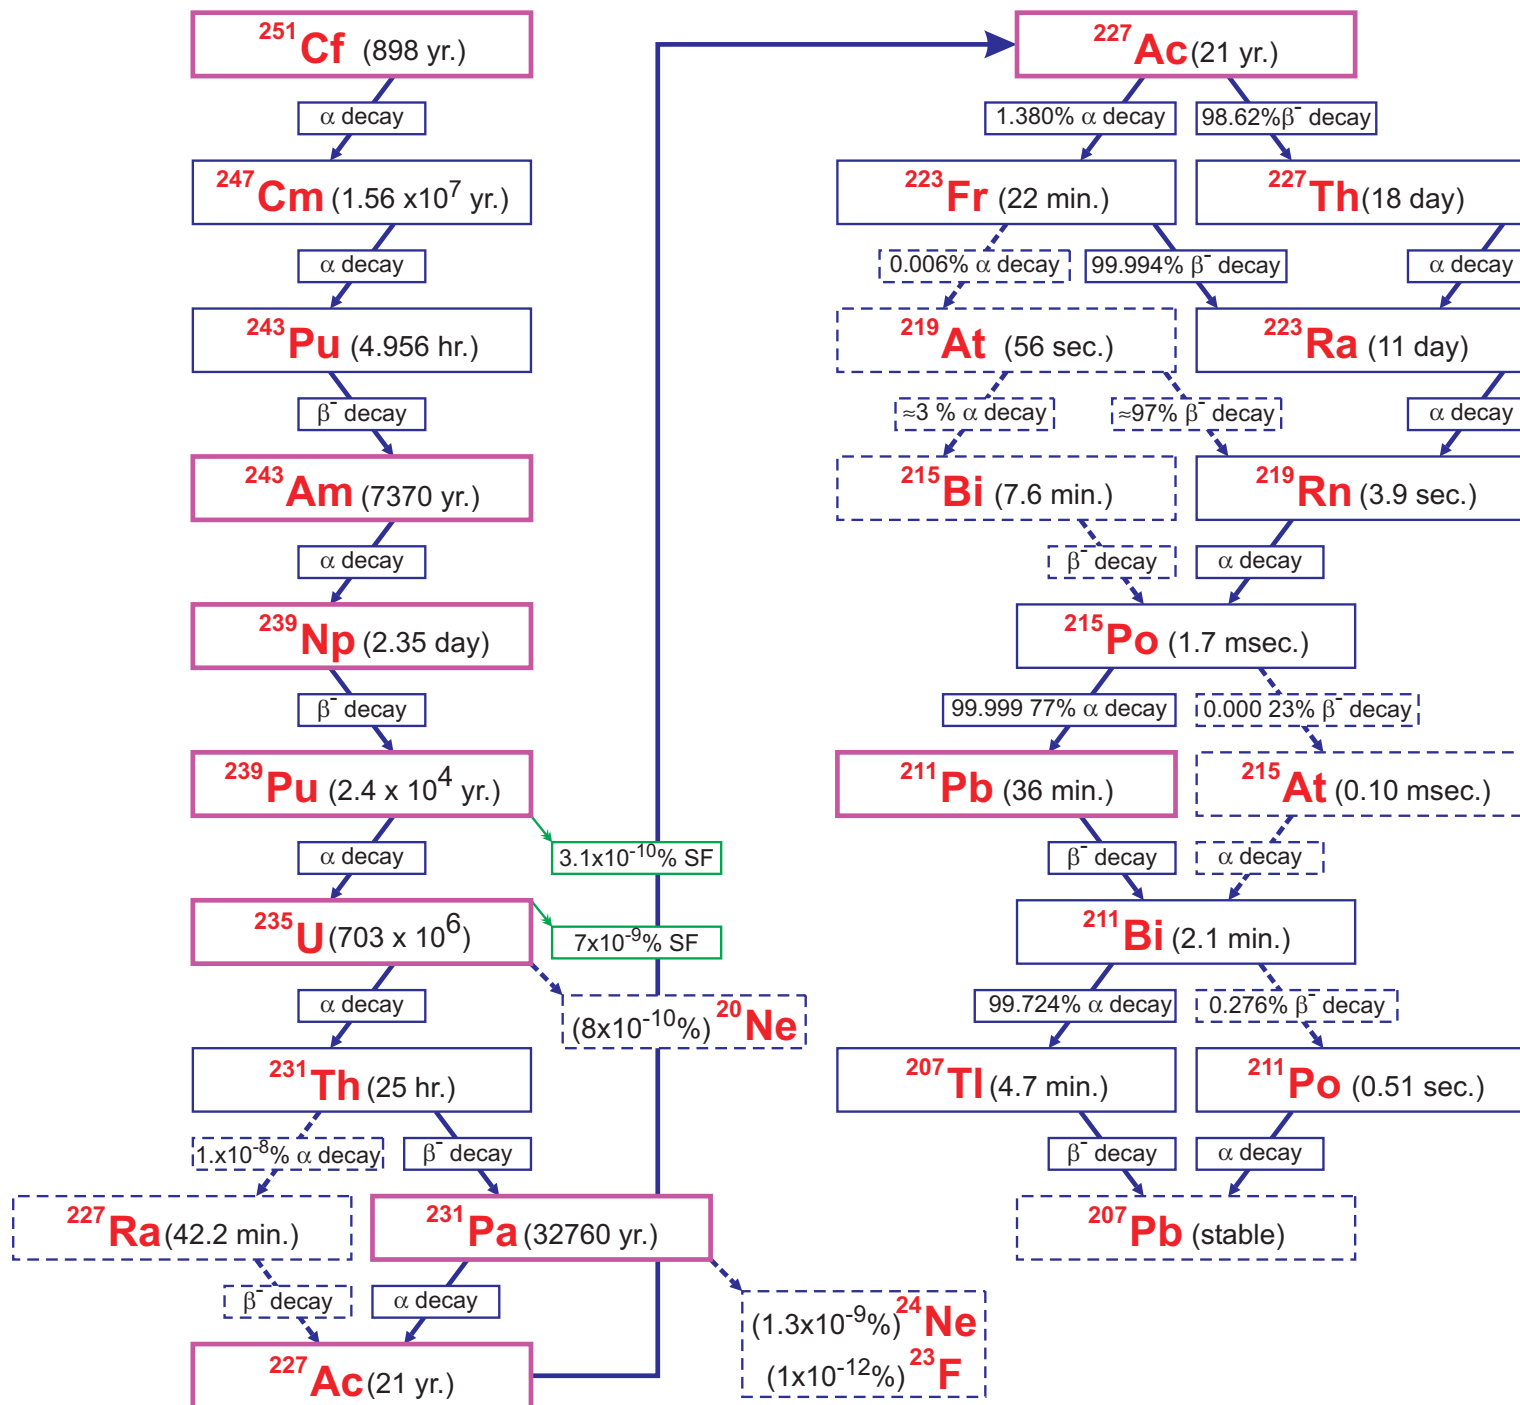 ²⁵¹Cf (898 yr.)
α decay
²⁴⁷Cm (1.56 x10⁷ yr.)
α decay
²⁴³Pu (4.956 hr.)
β⁻ decay
²⁴³Am (7370 yr.)
α decay
²³⁹Np (2.35 day)
β⁻ decay
²³⁹Pu (2.4 x 10⁴ yr.)
α decay
3.1x10⁻¹⁰% SF
²³⁵U (703 x 10⁶)
7x10⁻⁹% SF
α decay
(8x10⁻¹⁰%) ²⁰Ne
²³¹Th (25 hr.)
1.x10⁻⁸% α decay
β⁻ decay
²²⁷Ra (42.2 min.)
²³¹Pa (32760 yr.)
β⁻ decay
α decay
(1.3x10⁻⁹%) ²⁴Ne
(1x10⁻¹²%) ²³F
²²⁷Ac (21 yr.)
²²⁷Ac (21 yr.)
1.380% α decay
98.62%β⁻ decay
²²³Fr (22 min.)
²²⁷Th (18 day)
0.006% α decay
99.994% β⁻ decay
α decay
²¹⁹At (56 sec.)
²²³Ra (11 day)
≈3 % α decay
≈97% β⁻ decay
α decay
²¹⁵Bi (7.6 min.)
²¹⁹Rn (3.9 sec.)
β⁻ decay
α decay
²¹⁵Po (1.7 msec.)
99.999 77% α decay
0.000 23% β⁻ decay
²¹¹Pb (36 min.)
²¹⁵At (0.10 msec.)
β⁻ decay
α decay
²¹¹Bi (2.1 min.)
99.724% α decay
0.276% β⁻ decay
²⁰⁷Tl (4.7 min.)
²¹¹Po (0.51 sec.)
β⁻ decay
α decay
²⁰⁷Pb (stable)